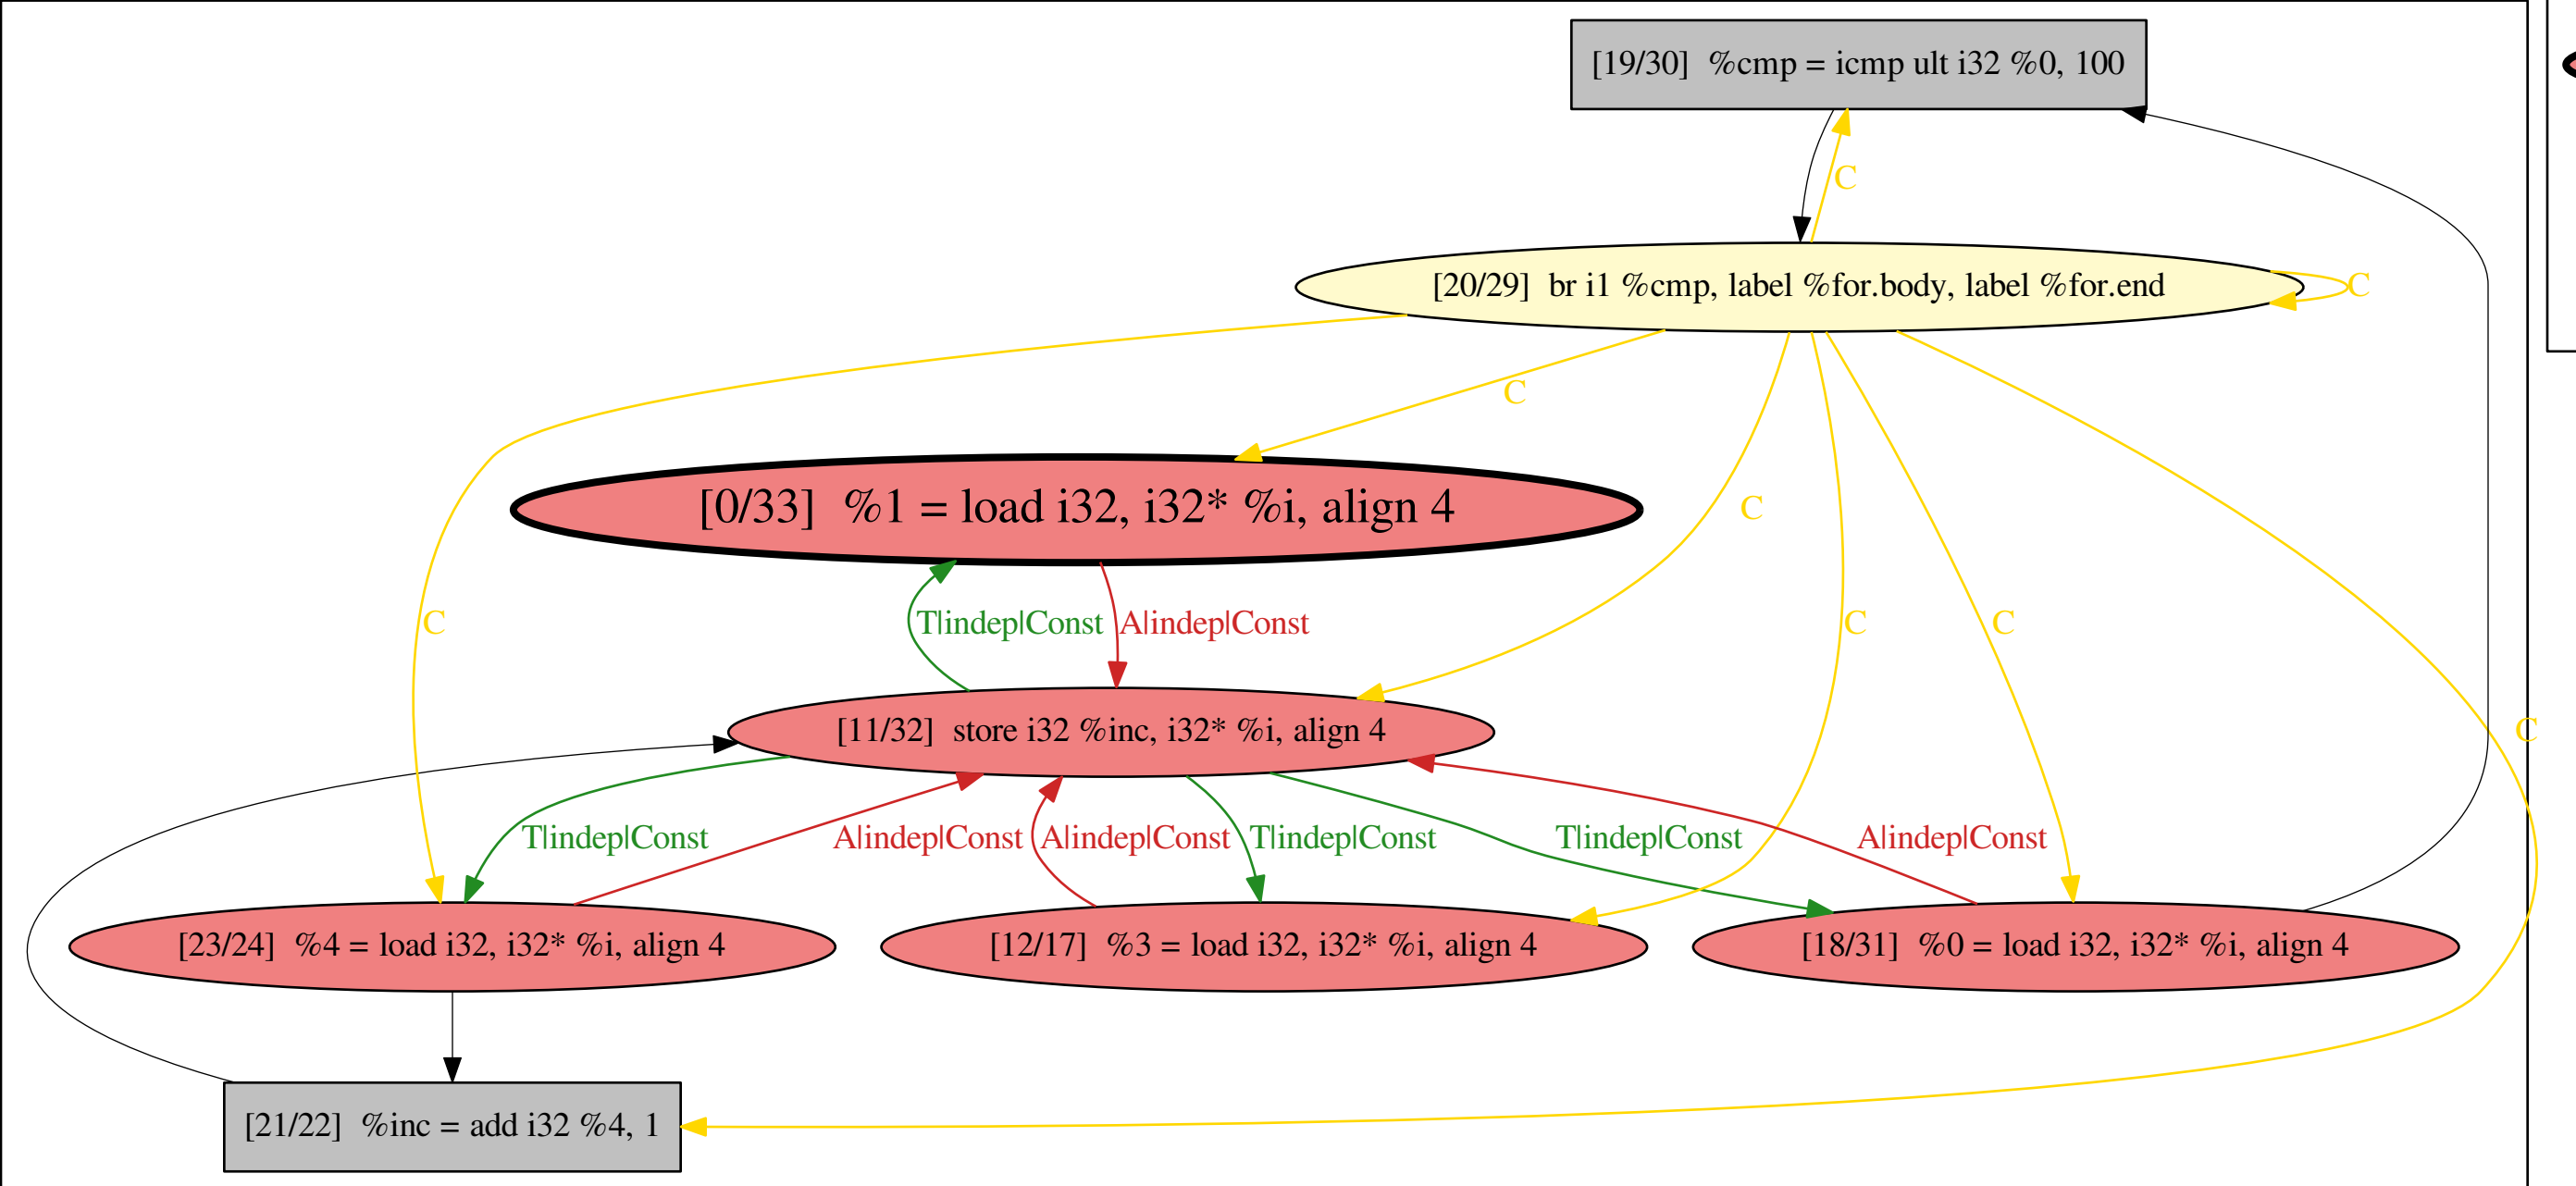 [19/30]  %cmp = icmp ult i32 %0, 100
C
[20/29]  br i1 %cmp, label %for.body, label %for.end
C
C
[0/33]  %1 = load i32, i32* %i, align 4
C
C
T|indep|Const
A|indep|Const
C
C
[11/32]  store i32 %inc, i32* %i, align 4
C
T|indep|Const
A|indep|Const
A|indep|Const
T|indep|Const
T|indep|Const
A|indep|Const
[23/24]  %4 = load i32, i32* %i, align 4
[12/17]  %3 = load i32, i32* %i, align 4
[18/31]  %0 = load i32, i32* %i, align 4
[21/22]  %inc = add i32 %4, 1